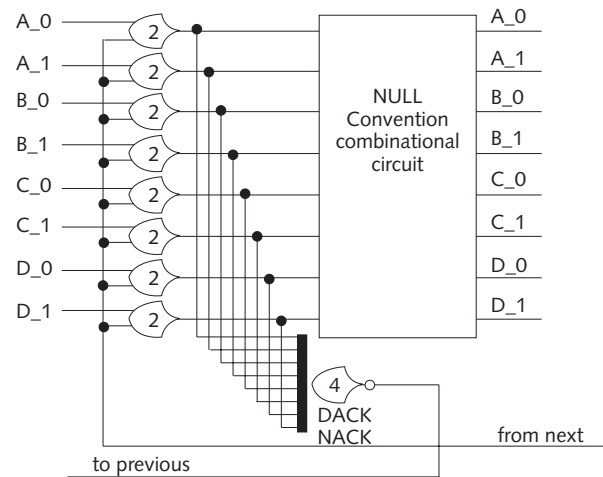 A_0
A_1
B_0
B_1
C_0
C_1
D_0
D_1
2
2
2
2
2
2
2
2
NULL
Convention
combinational
circuit
A_0
A_1
B_0
B_1
C_0
C_1
D_0
D_1
4
DACK
NACK
from next
to previous